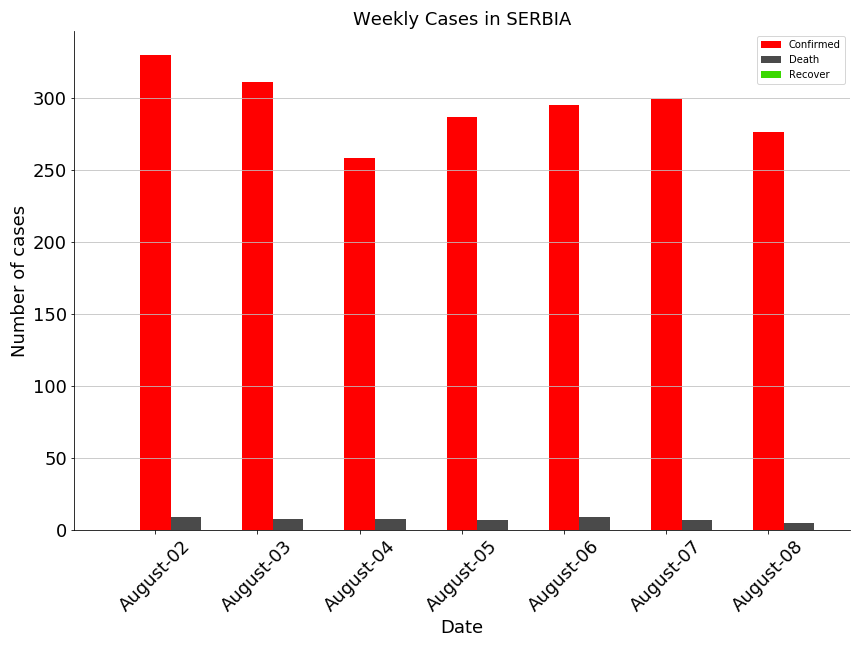 Weekly Cases in SERBIA
Confirmed
Death
Recover
Number of cases
300
250
200
150
100
50
0
August-02
August-03
August-04
August-05
August-06
August-07
August-08
Date